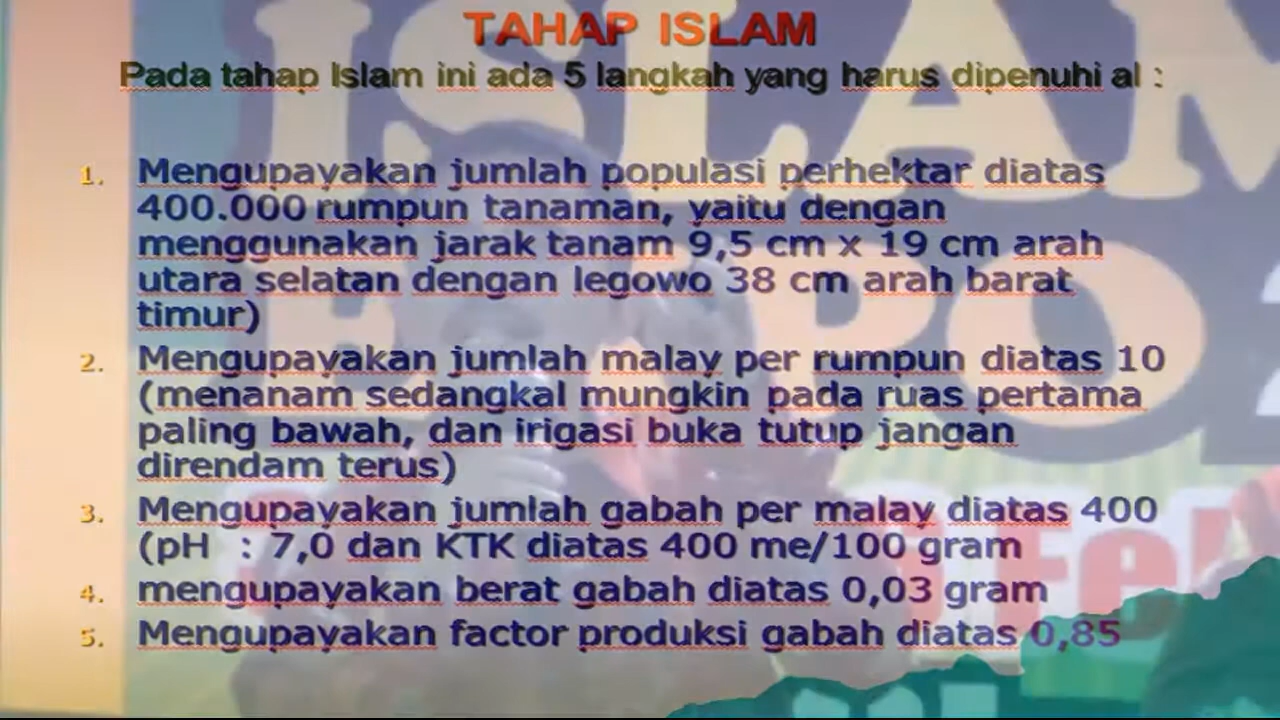 TAHAP ISLAM
Pada tahap Islam ini ada 5 langkah yang harus dipenuhi al :
1. Mengupayakan jumlah populasi perhektar diatas
400.000 rumpun tanaman, yaitu dengan
menggunakan jarak tanam 9,5 cm x 19 cm arah
utara selatan dengan legowo 38 cm arah barat
timur)
2. Mengupayakan jumlah malay per rumpun diatas 10
(menanam sedangkal mungkin pada ruas pertama
paling bawah, dan irigasi buka tutup jangan
direndam terus)
3. Mengupayakan jumlah gabah per malay diatas 400
(pH : 7,0 dan KTK diatas 400 me/100 gram
4. mengupayakan berat gabah diatas 0,03 gram
5. Mengupayakan factor produksi gabah diatas 0,85
ISLAM